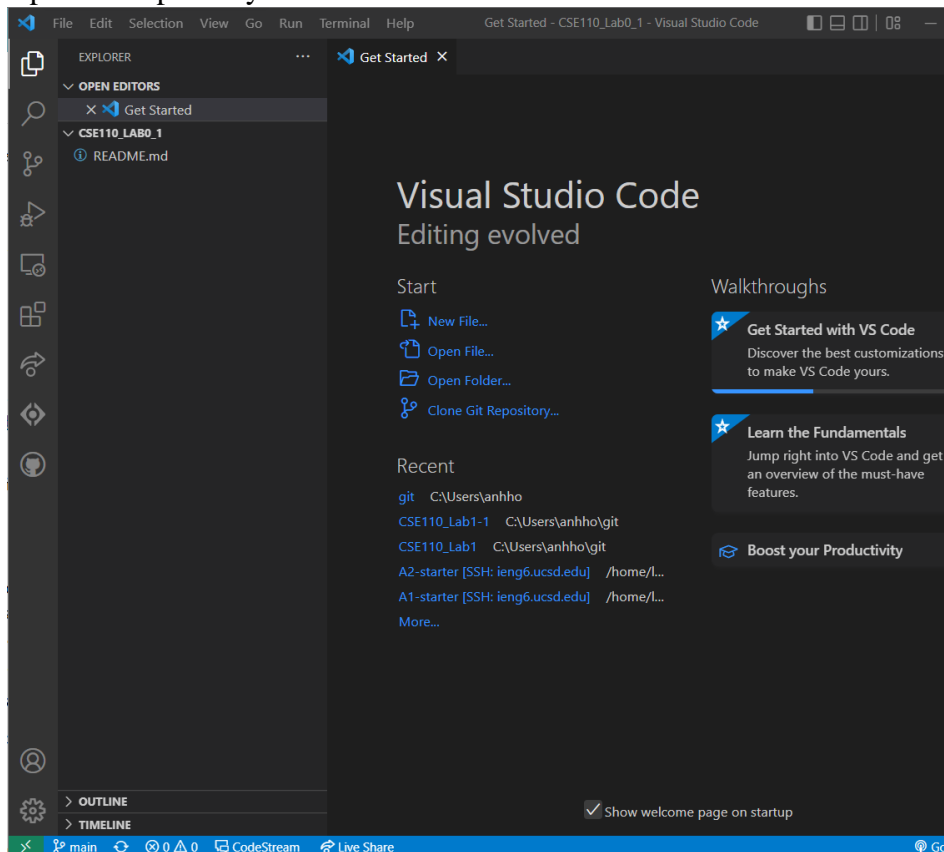 File Edit Selection View Go Run Terminal Help Get Started - CSE110_Lab0_1 - Visual Studio Code
EXPLORER
Get Started
OPEN EDITORS
Get Started
CSE110_LAB0_1
README.md
Visual Studio Code
Editing evolved
Start
New File...
Open File...
Open Folder...
Clone Git Repository...
Recent
git C:\Users\anhho
CSE110_Lab1-1 C:\Users\anhho\git
CSE110_Lab1 C:\Users\anhho\git
A2-starter [SSH: ieng6.ucsd.edu] /home/l...
A1-starter [SSH: ieng6.ucsd.edu] /home/l...
More...
Walkthroughs
Get Started with VS Code
Discover the best customizations
to make VS Code yours.
Learn the Fundamentals
Jump right into VS Code and get
an overview of the must-have
features.
Boost your Productivity
Show welcome page on startup
OUTLINE
TIMELINE
main 0 0 CodeStream Live Share Go